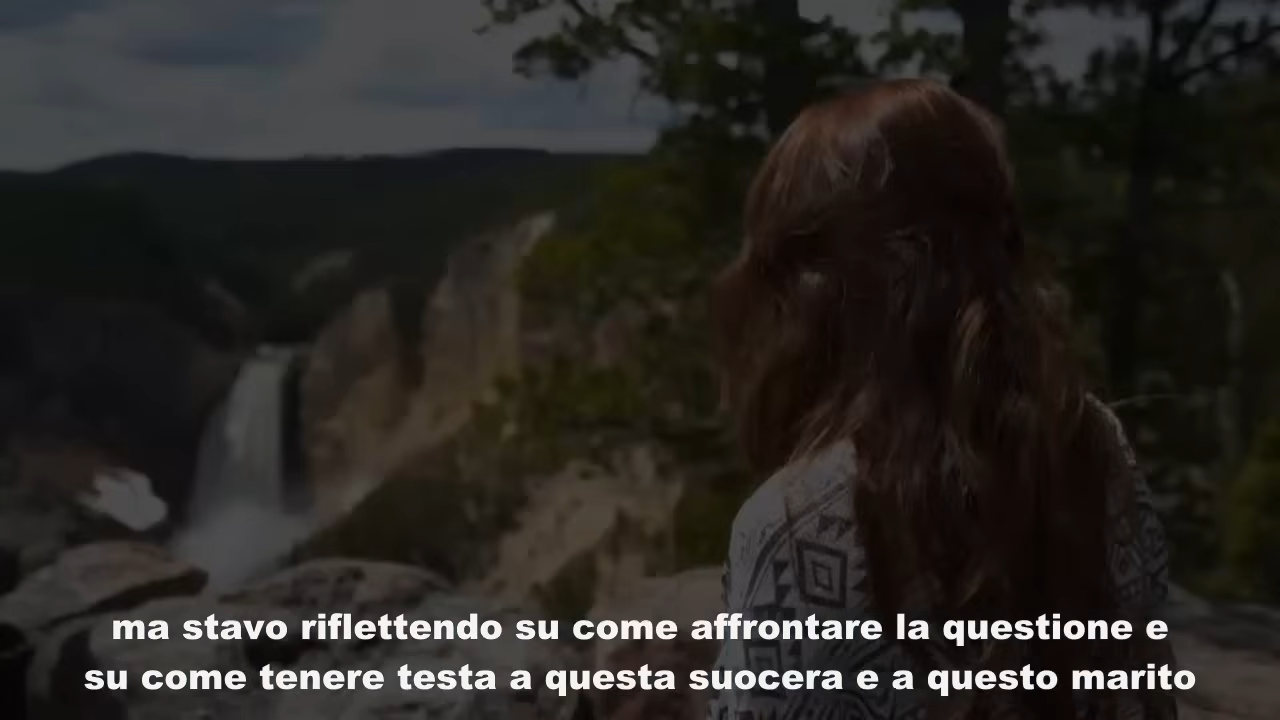 ma stavo riflettendo su come affrontare la questione e
su come tenere testa a questa suocera e a questo marito